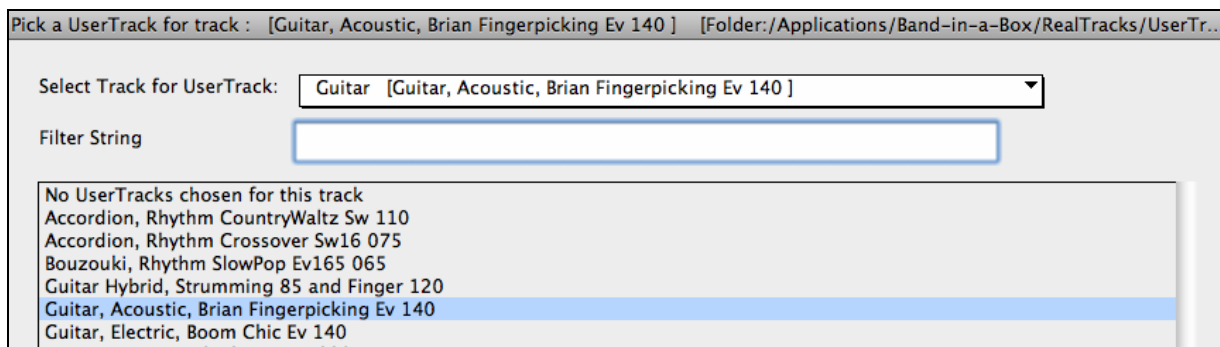 Pick a UserTrack for track : [Guitar, Acoustic, Brian Fingerpicking Ev 140 ] [Folder:/Applications/Band-in-a-Box/RealTracks/UserTr...
Select Track for UserTrack: Guitar [Guitar, Acoustic, Brian Fingerpicking Ev 140 ]
Filter String
No UserTracks chosen for this track
Accordion, Rhythm CountryWaltz Sw 110
Accordion, Rhythm Crossover Sw16 075
Bouzouki, Rhythm SlowPop Ev165 065
Guitar Hybrid, Strumming 85 and Finger 120
Guitar, Acoustic, Brian Fingerpicking Ev 140
Guitar, Electric, Boom Chic Ev 140